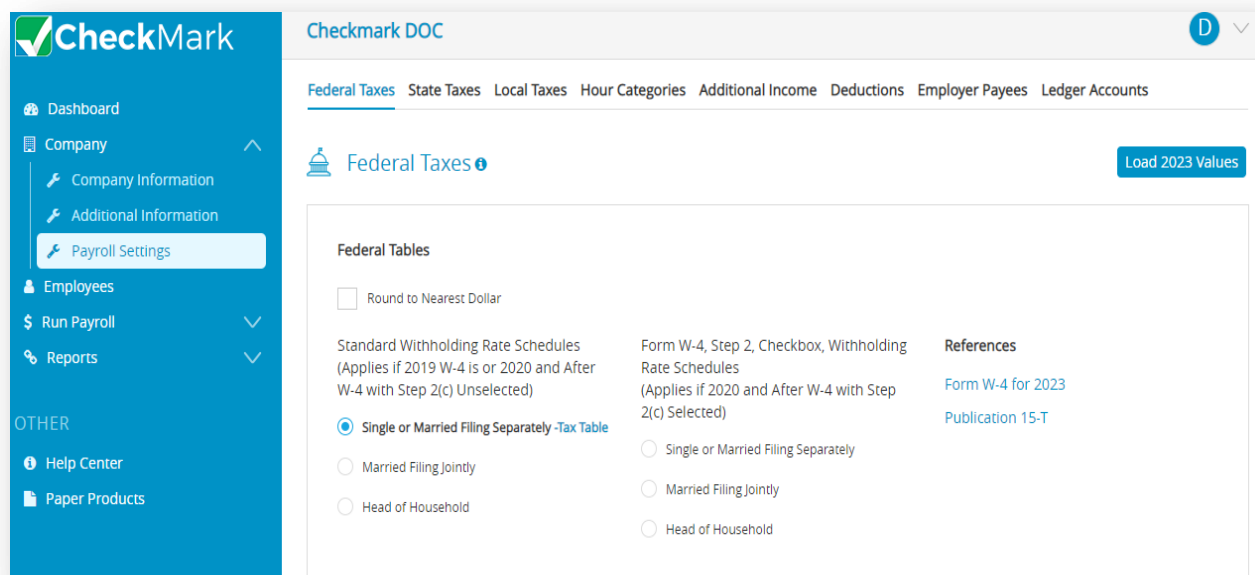 CheckMark
Dashboard
Company
Company Information
Additional Information
Payroll Settings
Employees
$ Run Payroll
Reports
OTHER
Help Center
Paper Products
Checkmark DOC
D
Federal Taxes State Taxes Local Taxes Hour Categories Additional Income Deductions Employer Payees Ledger Accounts
Federal Taxes
Load 2023 Values
Federal Tables
Round to Nearest Dollar
Standard Withholding Rate Schedules
(Applies if 2019 W-4 is or 2020 and After
W-4 with Step 2(c) Unselected)
Single or Married Filing Separately -Tax Table
Married Filing Jointly
Head of Household
Form W-4, Step 2, Checkbox, Withholding
Rate Schedules
(Applies if 2020 and After W-4 with Step
2(c) Selected)
Single or Married Filing Separately
Married Filing Jointly
Head of Household
References
Form W-4 for 2023
Publication 15-T